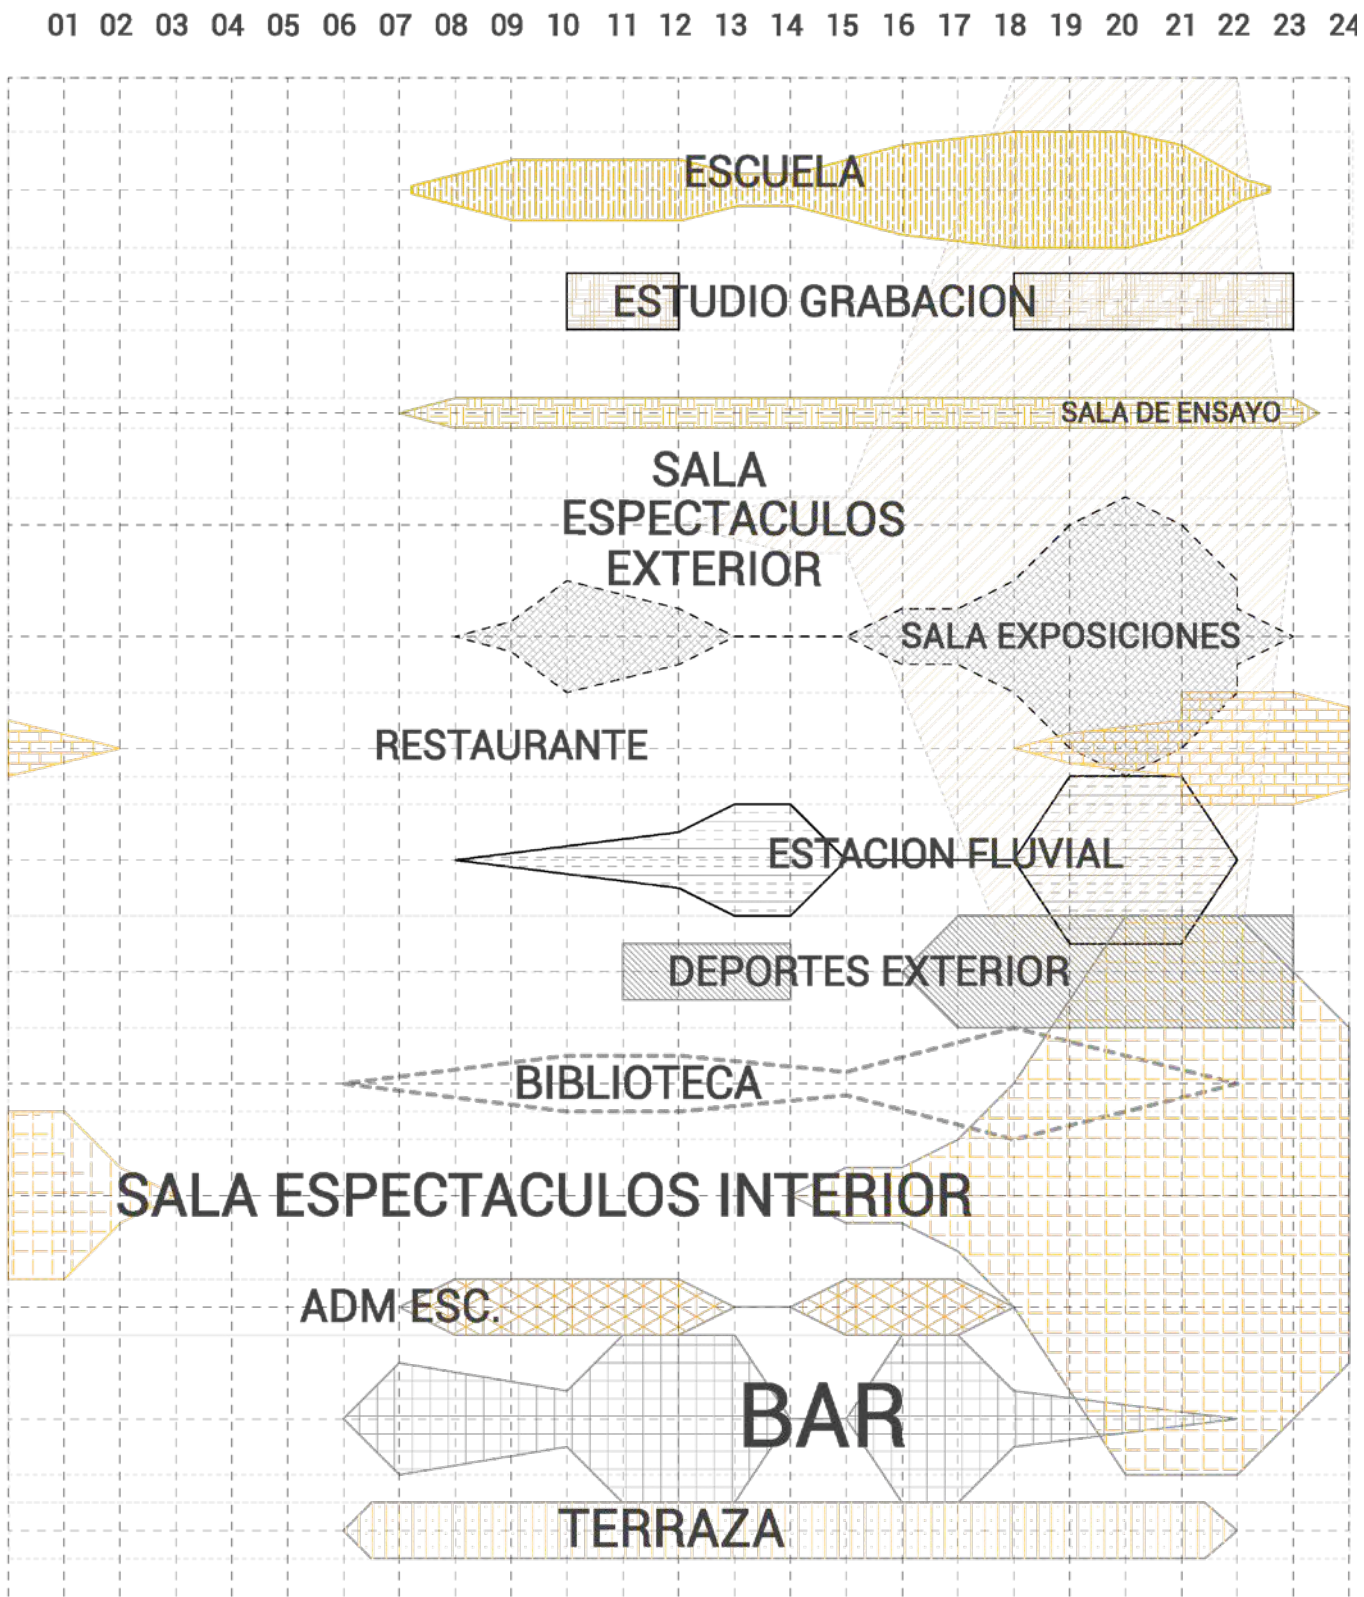 01 02 03 04 05 06 07 08 09 10 11 12 13 14 15 16 17 18 19 20 21 22 23 24
ESCUELA
ESTUDIO GRABACION
SALA DE ENSAYO
SALA
ESPECTACULOS
EXTERIOR
SALA EXPOSICIONES
RESTAURANTE
ESTACION FLUVIAL
DEPORTES EXTERIOR
BIBLIOTECA
SALA ESPECTACULOS INTERIOR
ADM ESC.
BAR
TERRAZA